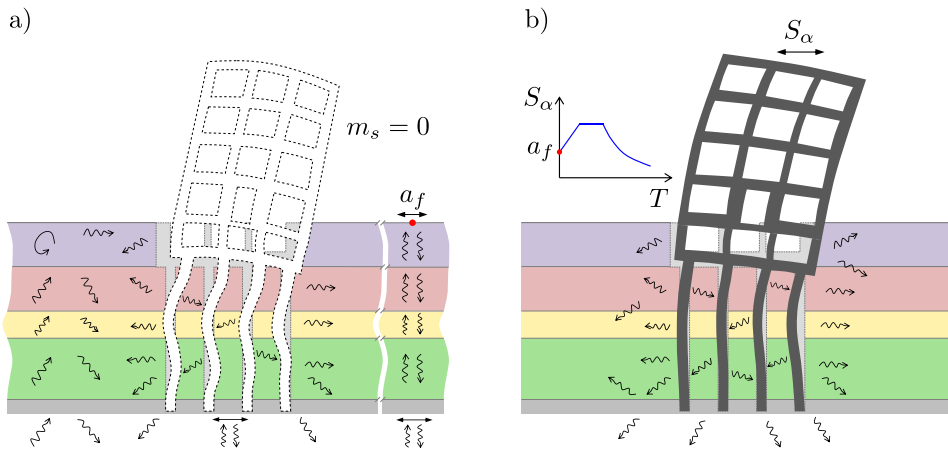 a)
m_s = 0
a_f
b)
S_α
S_α
a_f
T